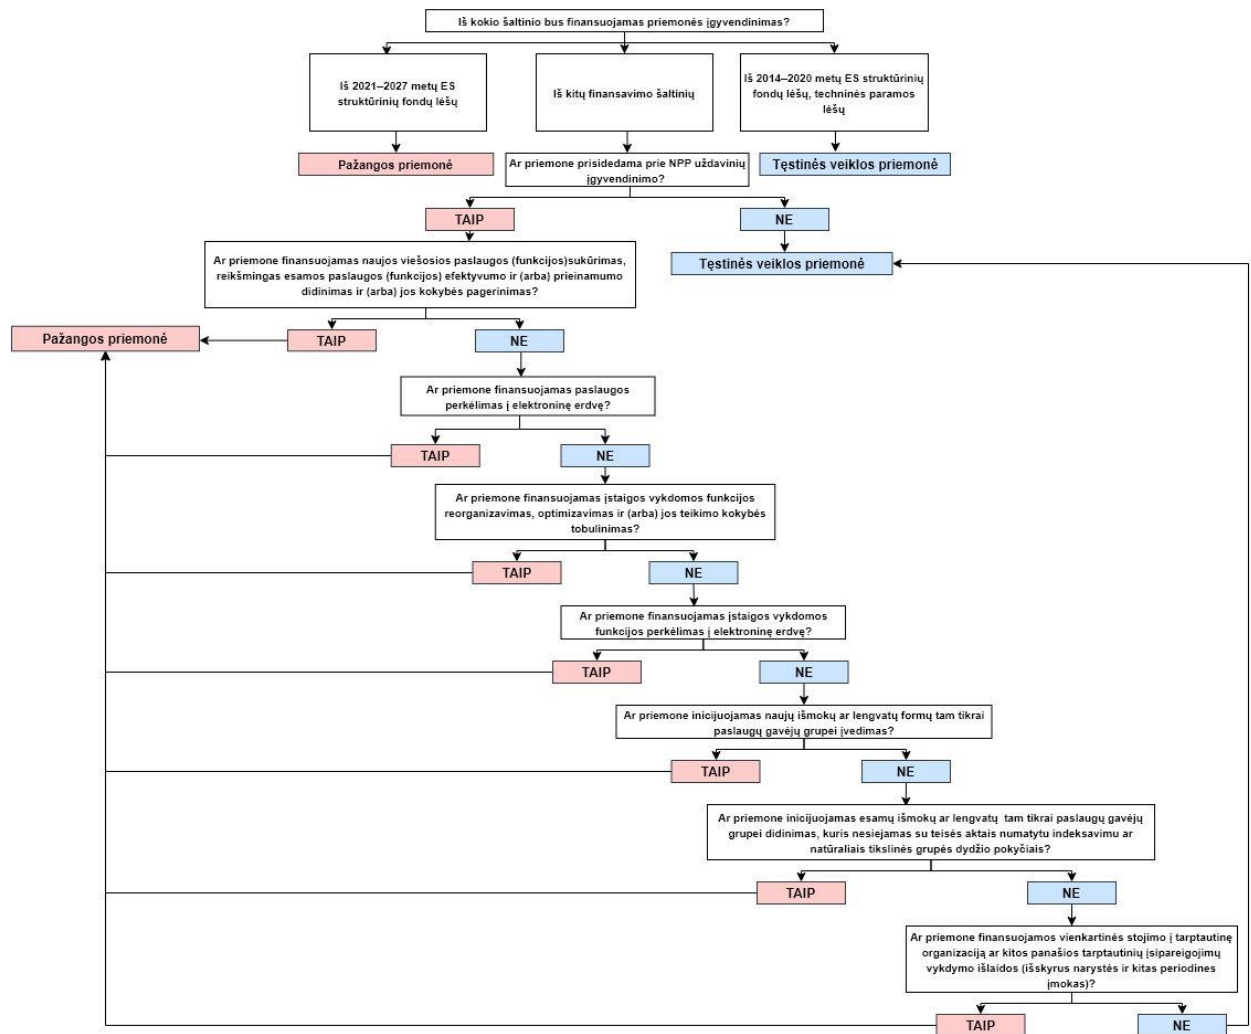 Iš kokio šaltinio bus finansuojamas priemonės įgyvendinimas?
Iš 2021–2027 metų ES
struktūrinių fondų lėšų
Iš kitų finansavimo šaltinių
Iš 2014–2020 metų ES struktūrinių
fondų lėšų, techninės paramos
lėšų
Pažangos priemonė
Ar priemone prisidedama prie NPP uždavinių
įgyvendinimo?
Tęstinės veiklos priemonė
TAIP
NE
Ar priemone finansuojamas naujos viešosios paslaugos (funkcijos)sukūrimas,
reikšmingas esamos paslaugos (funkcijos) efektyvumo ir (arba) prieinamumo
didinimas ir (arba) jos kokybės pagerinimas?
Tęstinės veiklos priemonė
Pažangos priemonė
TAIP
NE
Ar priemone finansuojamas paslaugos
perkėlimas į elektroninę erdvę?
TAIP
NE
Ar priemone finansuojamas įstaigos vykdomos funkcijos
reorganizavimas, optimizavimas ir (arba) jos teikimo kokybės
tobulinimas?
TAIP
NE
Ar priemone finansuojamas įstaigos vykdomos
funkcijos perkėlimas į elektroninę erdvę?
TAIP
NE
Ar priemone inicijuojamas naujų išmokų ar lengvatų formų tam tikrai
paslaugų gavėjų grupei įvedimas?
TAIP
NE
Ar priemone inicijuojamas esamų išmokų ar lengvatų tam tikrai paslaugų gavėjų
grupei didinimas, kuris nesiejamas su teisės aktais numatytu indeksavimu ar
natūraliais tikslinės grupės dydžio pokyčiais?
TAIP
NE
Ar priemone finansuojamos vienkartinės stojimo į tarptautinę
organizaciją ar kitos panašios tarptautinių įsipareigojimų
vykdymo išlaidos (išskyrus narystės ir kitas periodines
įmokas)?
TAIP
NE